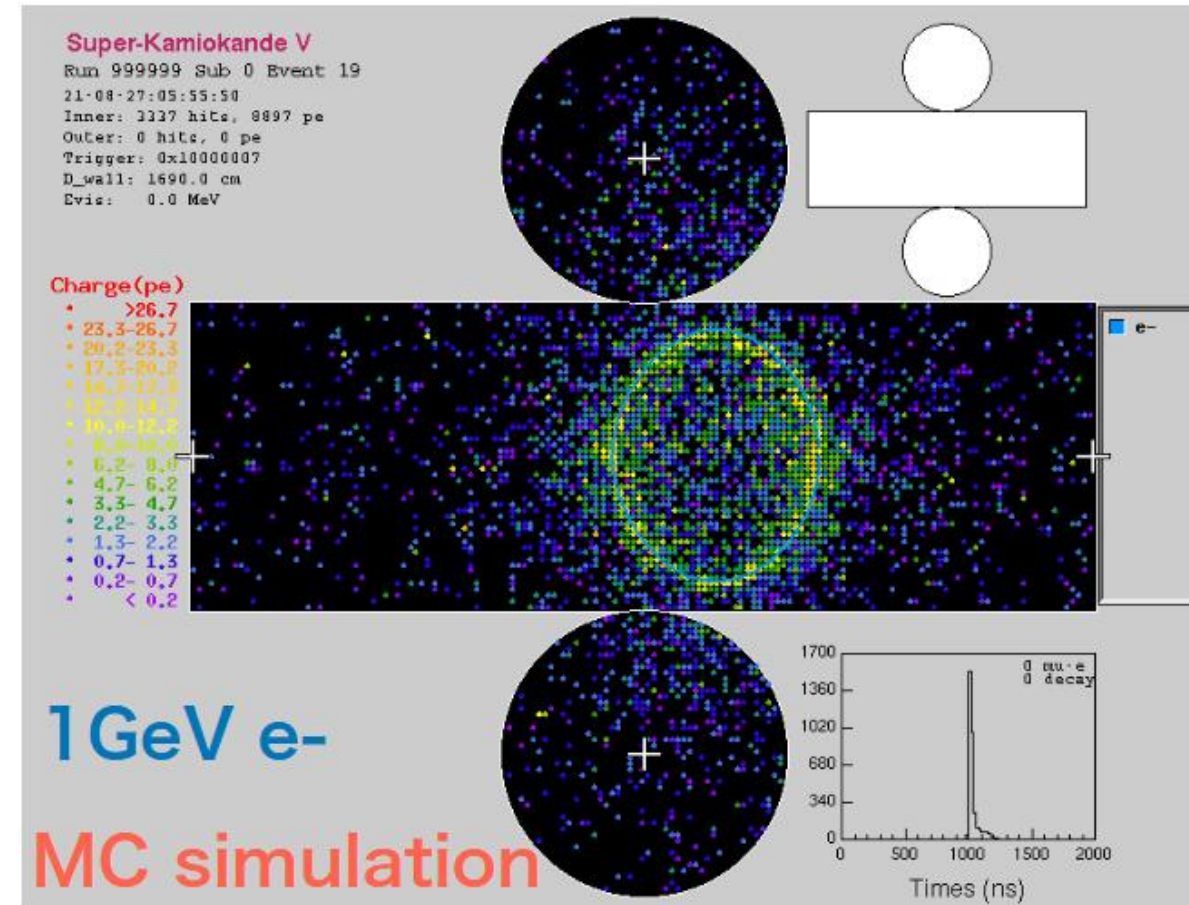 Super-Kamiokande V
Run 999999 Sub 0 Event 19
21-08-27:05:55:50
Inner: 3337 hits, 8897 pe
Outer: 0 hits, 0 pe
Trigger: 0x10000007
D_wall: 1690.0 cm
Evis: 0.0 MeV
Charge(pe)
>26.7
23.3-26.7
20.2-23.3
17.3-20.2
14.7-17.3
12.2-14.7
10.0-12.2
8.0-10.0
6.2- 8.0
4.7- 6.2
3.3- 4.7
2.2- 3.3
1.3- 2.2
0.7- 1.3
0.2- 0.7
< 0.2
e-
1GeV e-
MC simulation
0 mu-e
0 decay
1700
1360
1020
680
340
0
0 500 1000 1500 2000
Times (ns)